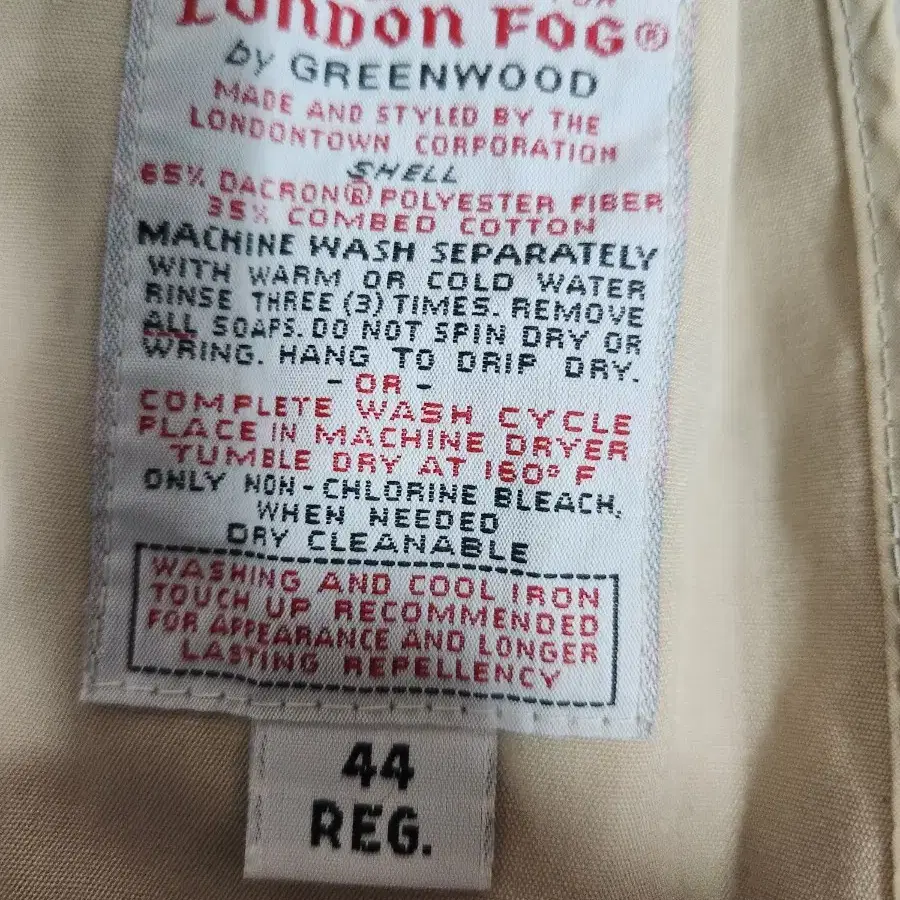 LONDON FOG®
by GREENWOOD
MADE AND STYLED BY THE
LONDONTOWN CORPORATION
SHELL
65% DACRON® POLYESTER FIBER
35% COMBED COTTON
MACHINE WASH SEPARATELY
WITH WARM OR COLD WATER
RINSE THREE (3) TIMES. REMOVE
ALL SOAPS. DO NOT SPIN DRY OR
WRING. HANG TO DRIP DRY.
- OR -
COMPLETE WASH CYCLE
PLACE IN MACHINE DRYER
TUMBLE DRY AT 160° F
ONLY NON-CHLORINE BLEACH,
WHEN NEEDED
DRY CLEANABLE
WASHING AND COOL IRON
TOUCH UP RECOMMENDED
FOR APPEARANCE AND LONGER
LASTING REPELLENCY
44
REG.